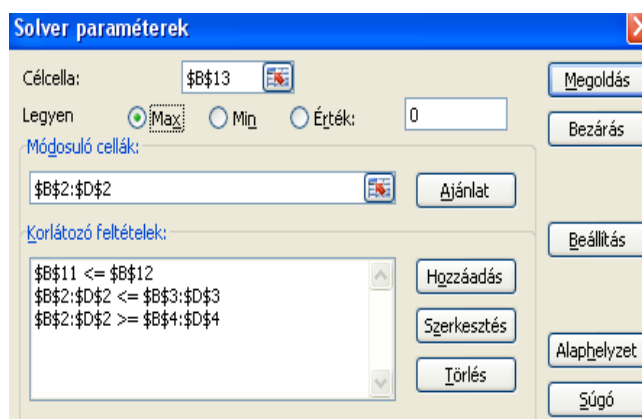 Solver paraméterek
Célcella: $B$13
Megoldás
Legyen Max Min Érték: 0
Bezárás
Módosuló cellák:
$B$2:$D$2 Ajánlat
Korlátozó feltételek:
Beállítás
$B$11 <= $B$12
$B$2:$D$2 <= $B$3:$D$3
$B$2:$D$2 >= $B$4:$D$4
Hozzáadás
Szerkesztés
Törlés
Alaphelyzet
Súgó